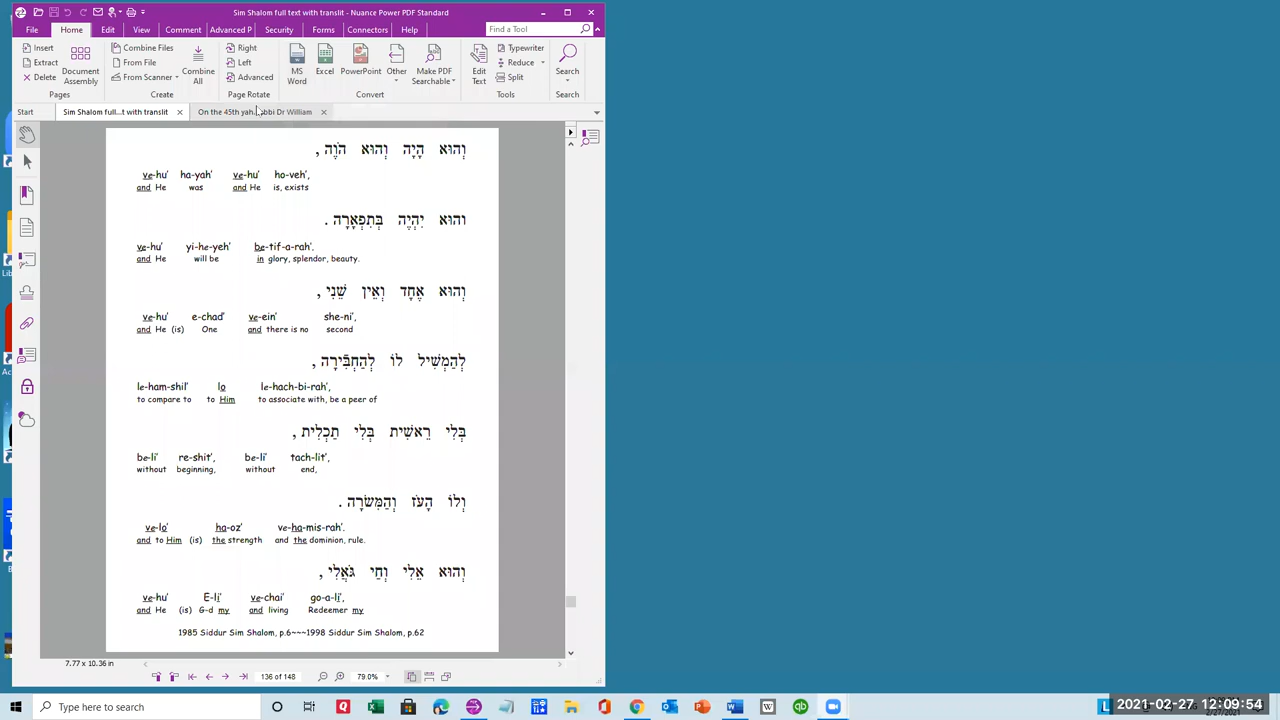 Sim Shalom full text with translit - Nuance Power PDF Standard
File Home Edit View Comment Advanced P Security Forms Connectors Help Find a Tool
Insert
Extract
Delete
Pages
Document Assembly
Combine Files
From File
From Scanner
Combine All
Create
Right
Left
Advanced
Page Rotate
MS Word
Excel
PowerPoint
Other
Make PDF Searchable
Convert
Edit Text
Typewriter
Reduce
Split
Tools
Search
Search
Start Sim Shalom full...t with translit On the 45th yah. bbi Dr William
וְהוּא הָיָה וְהוּא הֹוֶה ,
ve-hu' ha-yah' ve-hu' ho-veh',
and He was and He is, exists
והוּא יִהְיֶה בְּתִפְאָרָה .
ve-hu' yi-he-yeh' be-tif-a-rah'.
and He will be in glory, splendor, beauty.
וְהוּא אֶחָד וְאֵין שֵׁנִי ,
ve-hu' e-chad' ve-ein' she-ni',
and He (is) One and there is no second
לְהַמְשִׁיל לוֹ לְהַחְבִּירָה ,
le-ham-shil' lo le-hach-bi-rah',
to compare to to Him to associate with, be a peer of
בְּלִי רֵאשִׁית בְּלִי תַכְלִית ,
be-li' re-shit', be-li' tach-lit',
without beginning, without end,
וְלוֹ הָעֹז וְהַמִּשְׂרָה .
ve-lo' ha-oz' ve-ha-mis-rah'.
and to Him (is) the strength and the dominion, rule.
וְהוּא אֵלִי וְחַי גֹּאֲלִי ,
ve-hu' E-li' ve-chai' go-a-li',
and He (is) G-d my and living Redeemer my
1985 Siddur Sim Shalom, p.6~~~1998 Siddur Sim Shalom, p.62
7.77 x 10.36 in
136 of 148 79.0%
Type here to search
2021-02-27 12:09:54